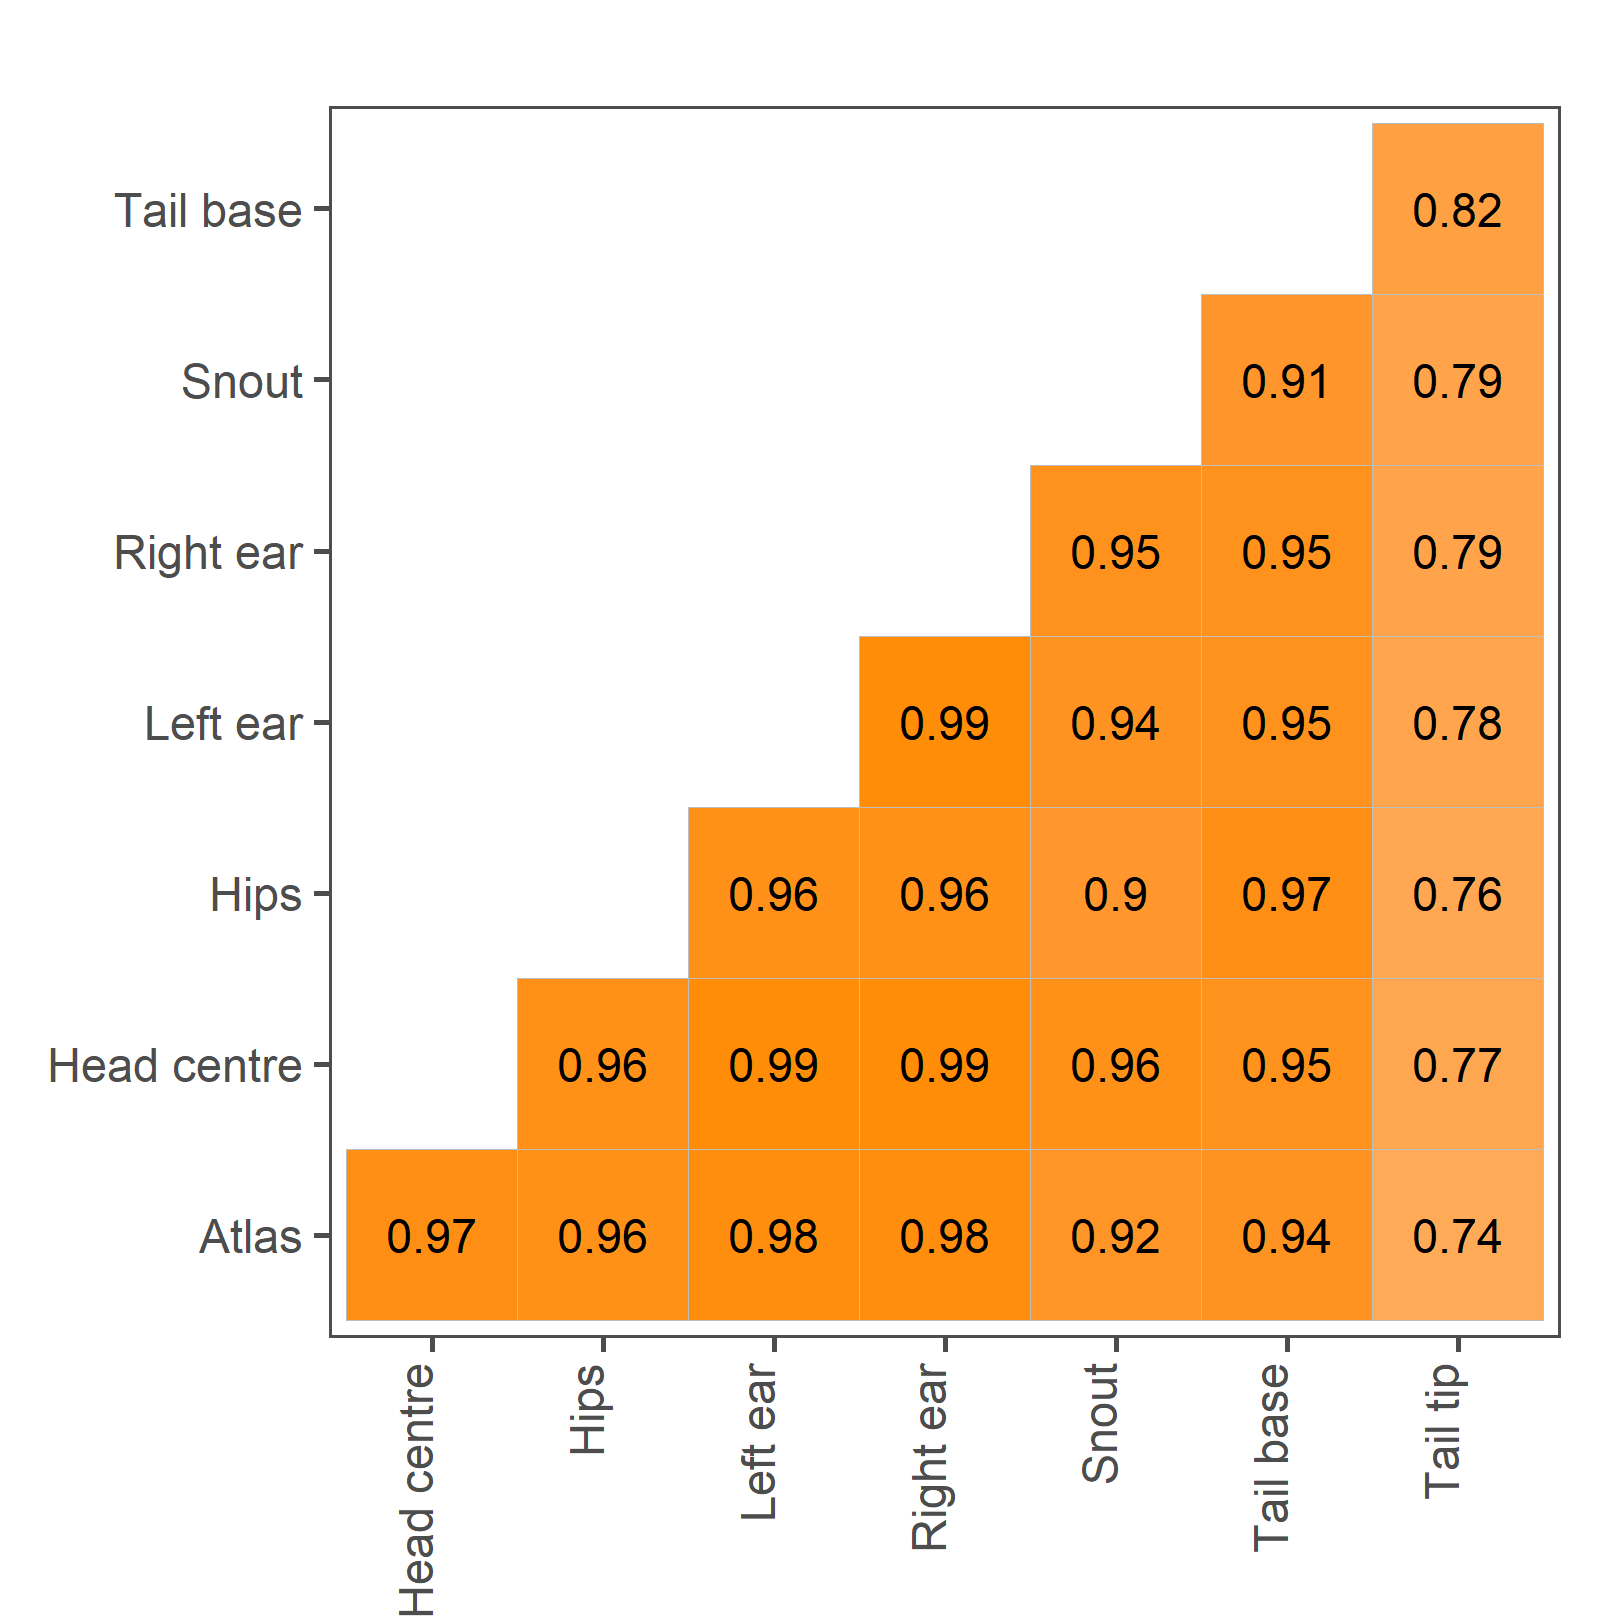 Tail base 0.82
Snout 0.91 0.79
Right ear 0.95 0.95 0.79
Left ear 0.99 0.94 0.95 0.78
Hips 0.96 0.96 0.9 0.97 0.76
Head centre 0.96 0.99 0.99 0.96 0.95 0.77
Atlas 0.97 0.96 0.98 0.98 0.92 0.94 0.74
Head centre
Hips
Left ear
Right ear
Snout
Tail base
Tail tip